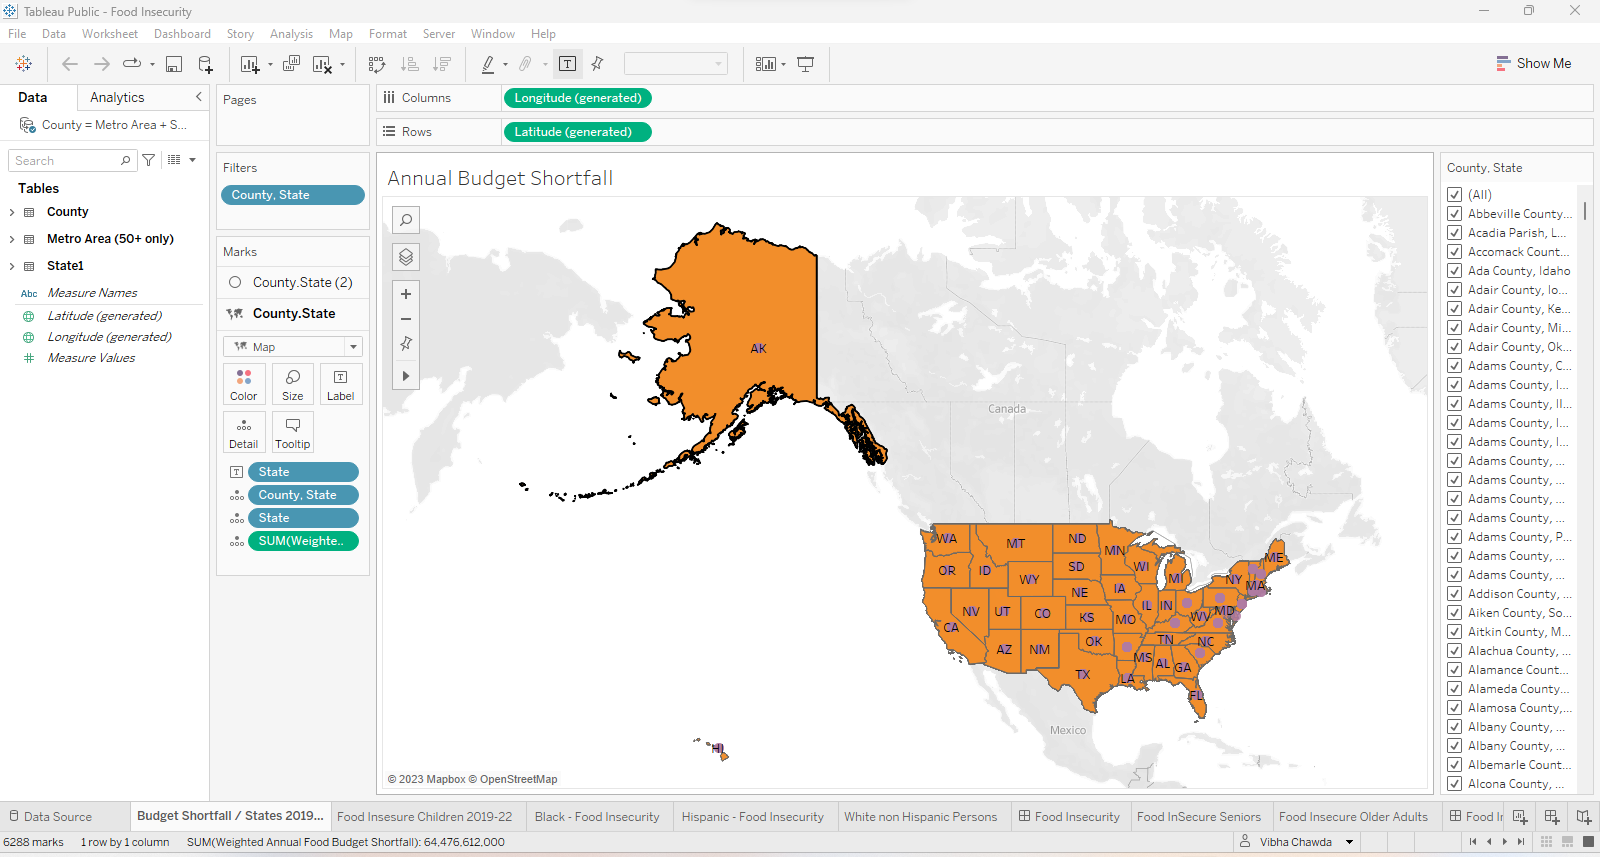 Tableau Public - Food Insecurity
File Data Worksheet Dashboard Story Analysis Map Format Server Window Help
Show Me
Data Analytics
County = Metro Area + S...
Search
Tables
County
Metro Area (50+ only)
State1
Abc Measure Names
Latitude (generated)
Longitude (generated)
# Measure Values
Pages
Filters
County, State
Marks
County.State (2)
County.State
Map
Color Size Label
Detail Tooltip
State
County, State
State
SUM(Weighte..
Columns Longitude (generated)
Rows Latitude (generated)
Annual Budget Shortfall
AK
Canada
WA
MT
ND
MN
ME
OR
ID
SD
WI
MI
NY
MA
WY
NE
IA
NV
UT
CO
KS
MO
IL
IN
WV
MD
CA
AZ
NM
OK
TN
NC
TX
MS
AL
GA
LA
FL
HI
Mexico
© 2023 Mapbox © OpenStreetMap
County, State
(All)
Abbeville County...
Acadia Parish, L...
Accomack Count...
Ada County, Idaho
Adair County, Io...
Adair County, Ke...
Adair County, Mi...
Adair County, Ok...
Adams County, C...
Adams County, I...
Adams County, Il...
Adams County, I...
Adams County, I...
Adams County, ...
Adams County, ...
Adams County, ...
Adams County, ...
Adams County, P...
Adams County, ...
Adams County, ...
Addison County, ...
Aiken County, So...
Aitkin County, M...
Alachua County, ...
Alamance Count...
Alameda County...
Alamosa County,...
Albany County, ...
Albany County, ...
Albemarle Count...
Alcona County, ...
Data Source Budget Shortfall / States 2019... Food Insesure Children 2019-22 Black - Food Insecurity Hispanic - Food Insecurity White non Hispanic Persons Food Insecurity Food InSecure Seniors Food Insecure Older Adults Food Ir
6288 marks 1 row by 1 column SUM(Weighted Annual Food Budget Shortfall): 64,476,612,000 Vibha Chawda